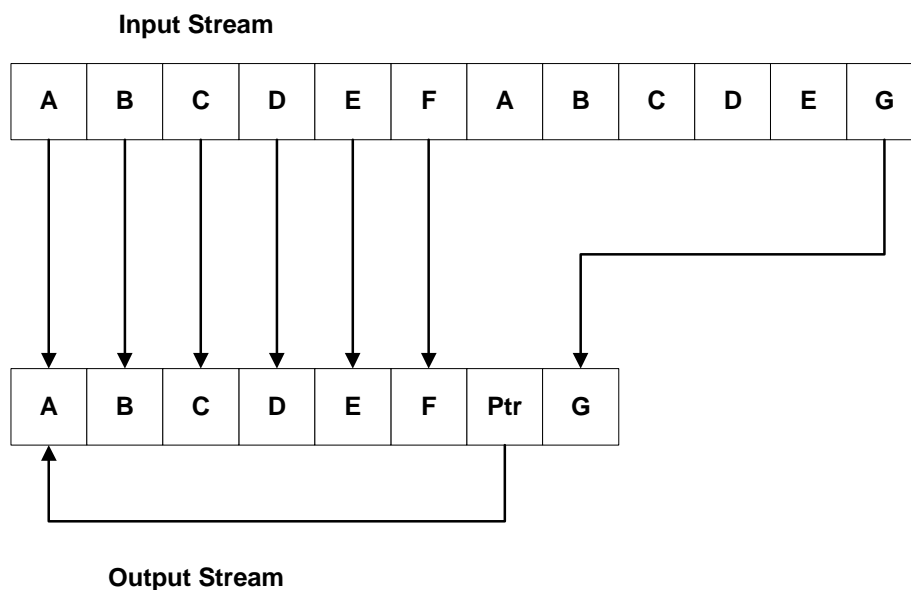 Input Stream
A B C D E F A B C D E G
A B C D E F Ptr G
Output Stream